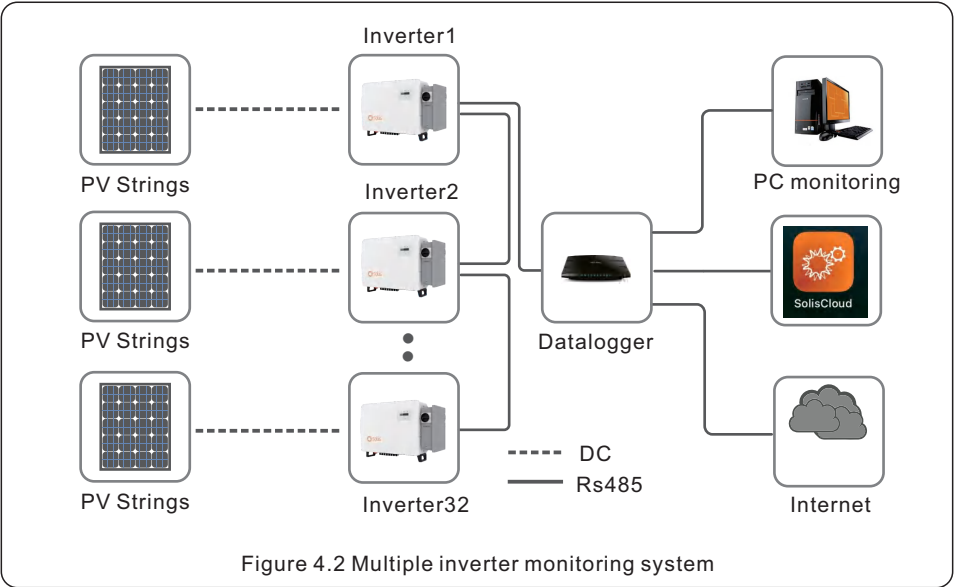 Inverter1
PV Strings
Inverter2
PC monitoring
PV Strings
SolisCloud
Datalogger
PV Strings
Inverter32
DC
Rs485
Internet
Figure 4.2 Multiple inverter monitoring system